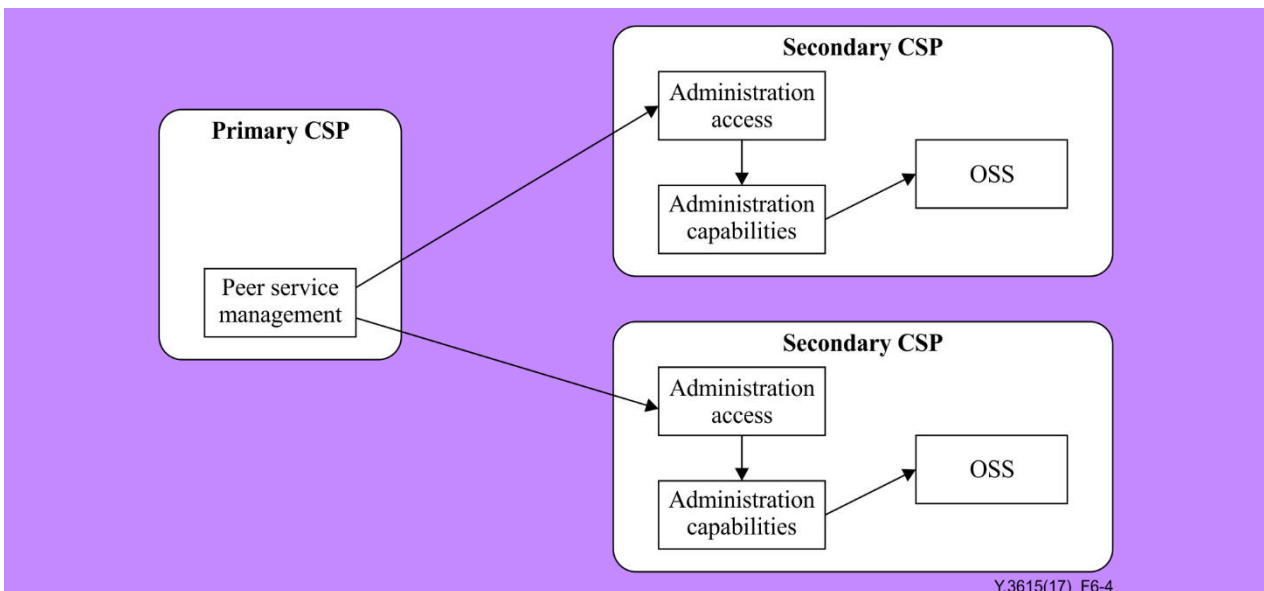 Primary CSP
Peer service
management
Secondary CSP
Administration
access
Administration
capabilities
OSS
Secondary CSP
Administration
access
Administration
capabilities
OSS
Y.3615(17)_F6-4